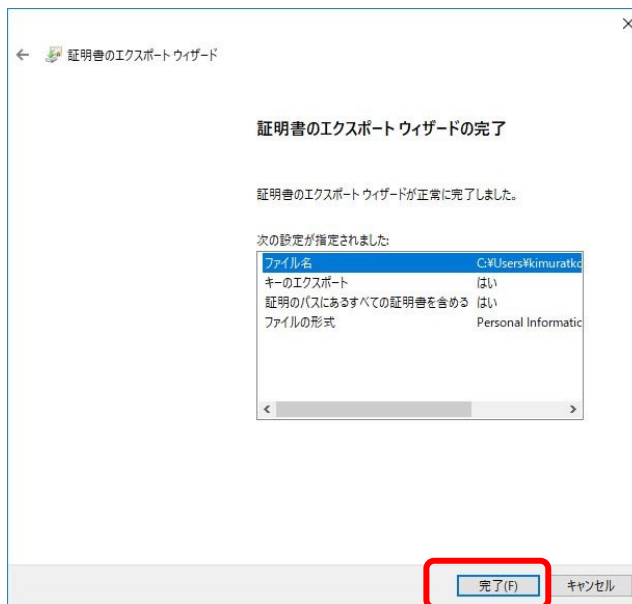 証明書のエクスポート ウィザード
証明書のエクスポート ウィザードの完了
証明書のエクスポート ウィザードが正常に完了しました。
次の設定が指定されました:
ファイル名 C:¥Users¥kimuratko
キーのエクスポート はい
証明のパスにあるすべての証明書を含める はい
ファイルの形式 Personal Informatic
完了(F) キャンセル